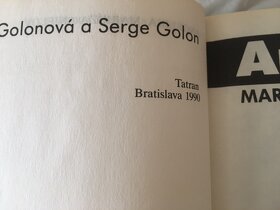 Golonová a Serge Golon
Tatran
Bratislava 1990
MAR